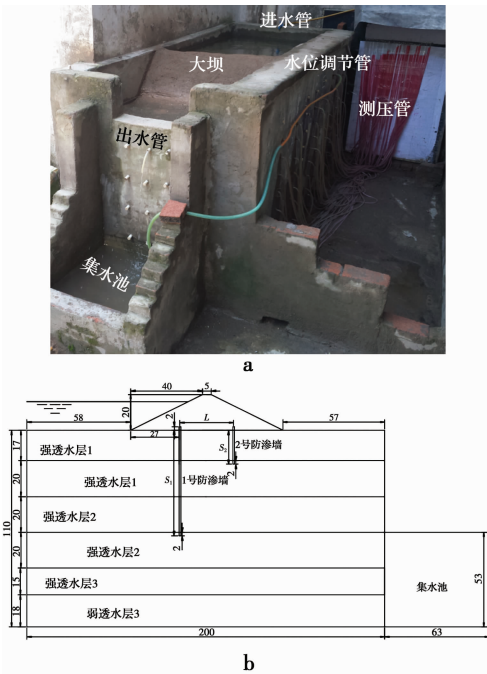 进水管
大坝
水位调节管
测压管
出水管
集水池
a
40
5
20
2
58
L
57
27
17
强透水层1
S₂
2号防渗墙
2
20
强透水层1
S₁
1号防渗墙
110
20
强透水层2
2
20
强透水层2
53
15
强透水层3
集水池
18
弱透水层3
200
63
b